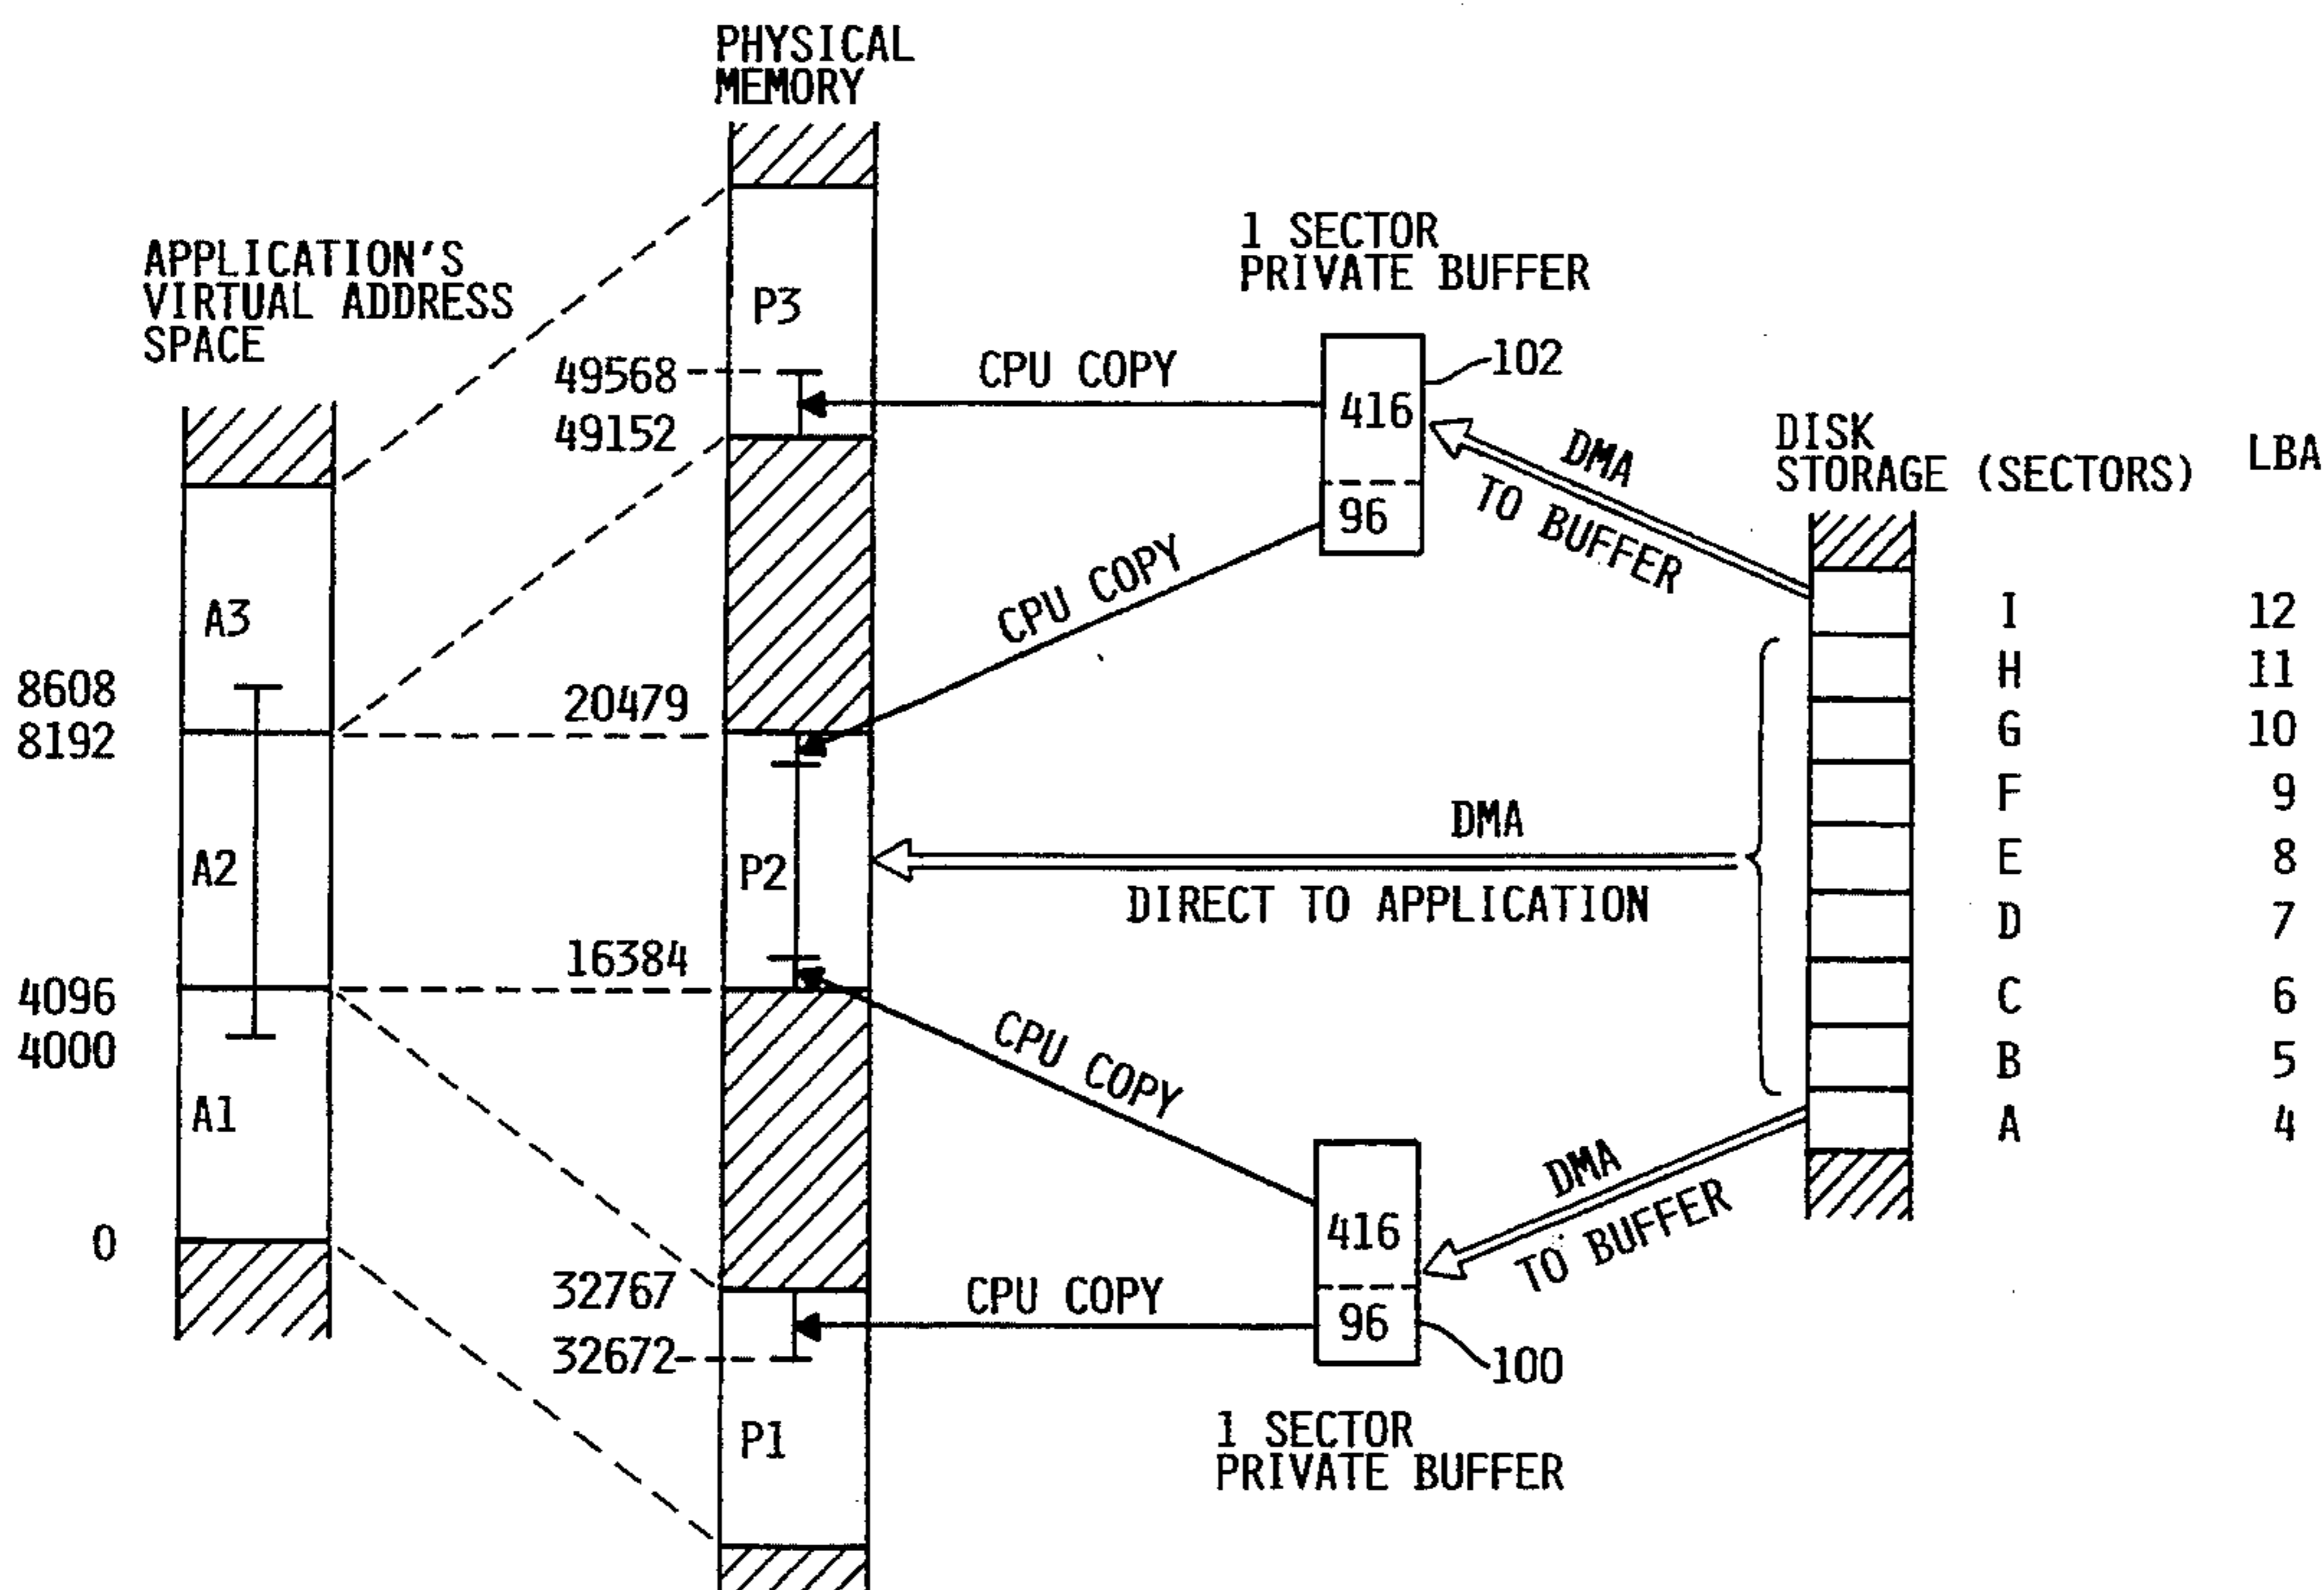 PHYSICAL
MEMORY
APPLICATION'S
VIRTUAL ADDRESS
SPACE
1 SECTOR
PRIVATE BUFFER
P3
49568
49152
CPU COPY
416
96
102
DMA
TO BUFFER
CPU COPY
DISK
STORAGE (SECTORS)
LBA
A3
8608
8192
20479
I 12
H 11
G 10
F 9
E 8
D 7
C 6
B 5
A 4
A2
P2
DMA
DIRECT TO APPLICATION
16384
4096
4000
A1
0
CPU COPY
416
96
100
DMA
TO BUFFER
32767
32672
CPU COPY
P1
1 SECTOR
PRIVATE BUFFER